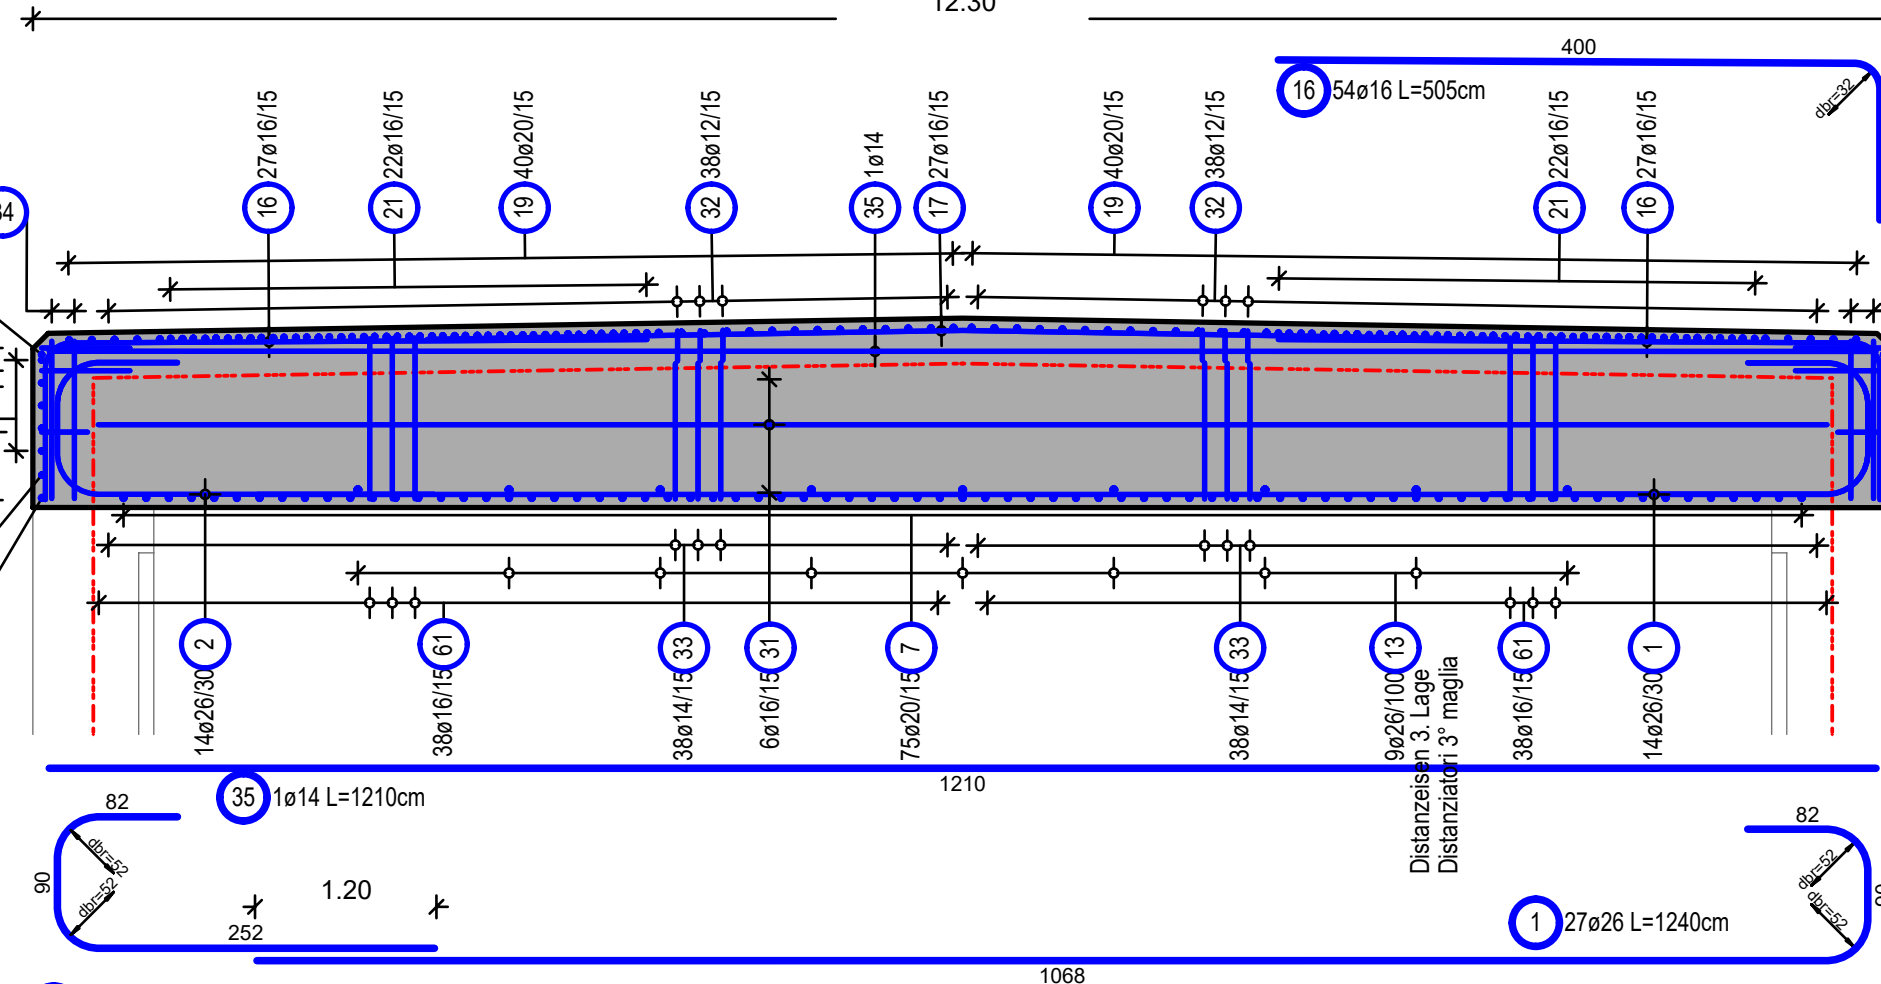 12.30
400
16 54ø16 L=505cm
dbr=32
16 27ø16/15
21 22ø16/15
19 40ø20/15
32 38ø12/15
35 1ø14
17 27ø16/15
19 40ø20/15
32 38ø12/15
21 22ø16/15
16 27ø16/15
2 14ø26/30
61 38ø16/15
33 38ø14/15
31 6ø16/15
7 75ø20/15
33 38ø14/15
13 9ø26/100
Distanzeisen 3. Lage
Distanziatori 3° maglia
61 38ø16/15
1 14ø26/30
1210
35 1ø14 L=1210cm
82
dbr=52
dbr=52
90
1.20
252
82
dbr=52
dbr=52
1 27ø26 L=1240cm
1068